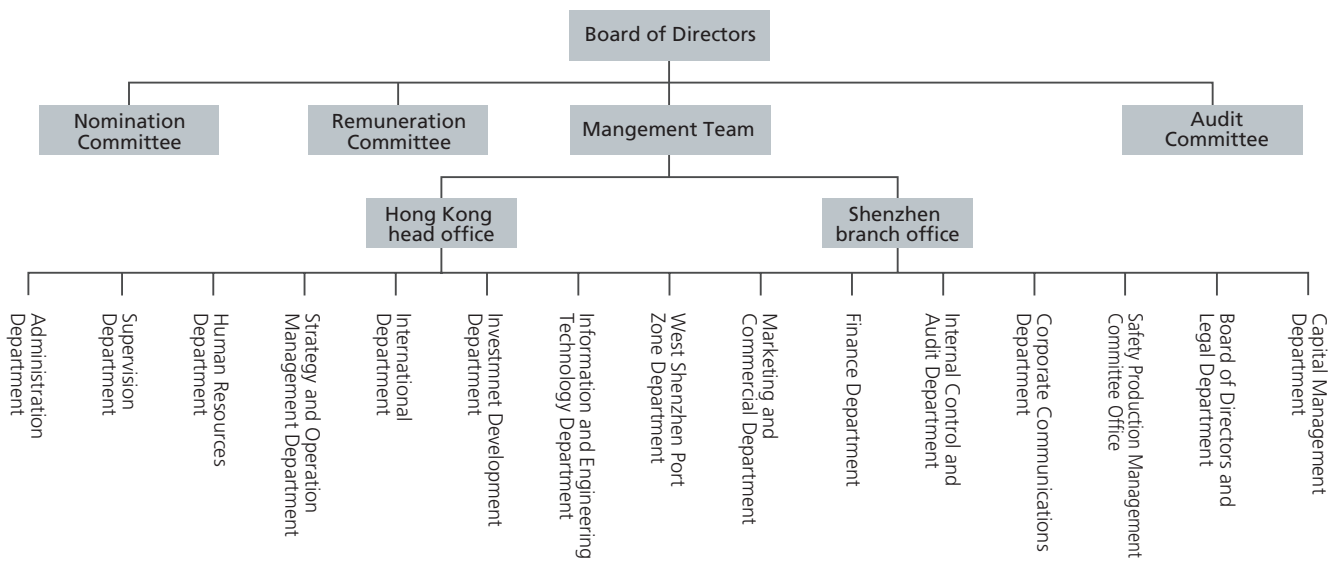 Board of Directors
Nomination
Committee
Remuneration
Committee
Mangement Team
Audit
Committee
Hong Kong
head office
Shenzhen
branch office
Administration
Department
Supervision
Department
Human Resources
Department
Strategy and Operation
Management Department
International
Department
Investmnet Development
Department
Information and Engineering
Technology Department
West Shenzhen Port
Zone Department
Marketing and
Commercial Department
Finance Department
Internal Control and
Audit Department
Corporate Communications
Department
Safety Production Management
Committee Office
Board of Directors and
Legal Department
Capital Management
Department